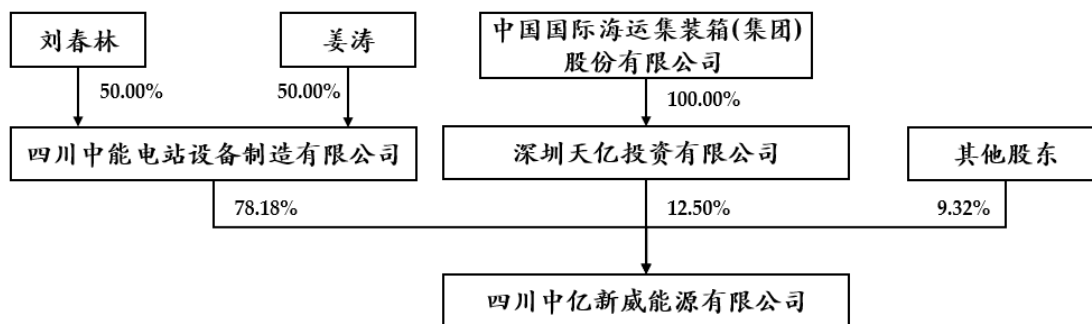 刘春林
姜涛
中国国际海运集装箱(集团)
股份有限公司
50.00%
50.00%
100.00%
四川中能电站设备制造有限公司
深圳天亿投资有限公司
其他股东
78.18%
12.50%
9.32%
四川中亿新威能源有限公司